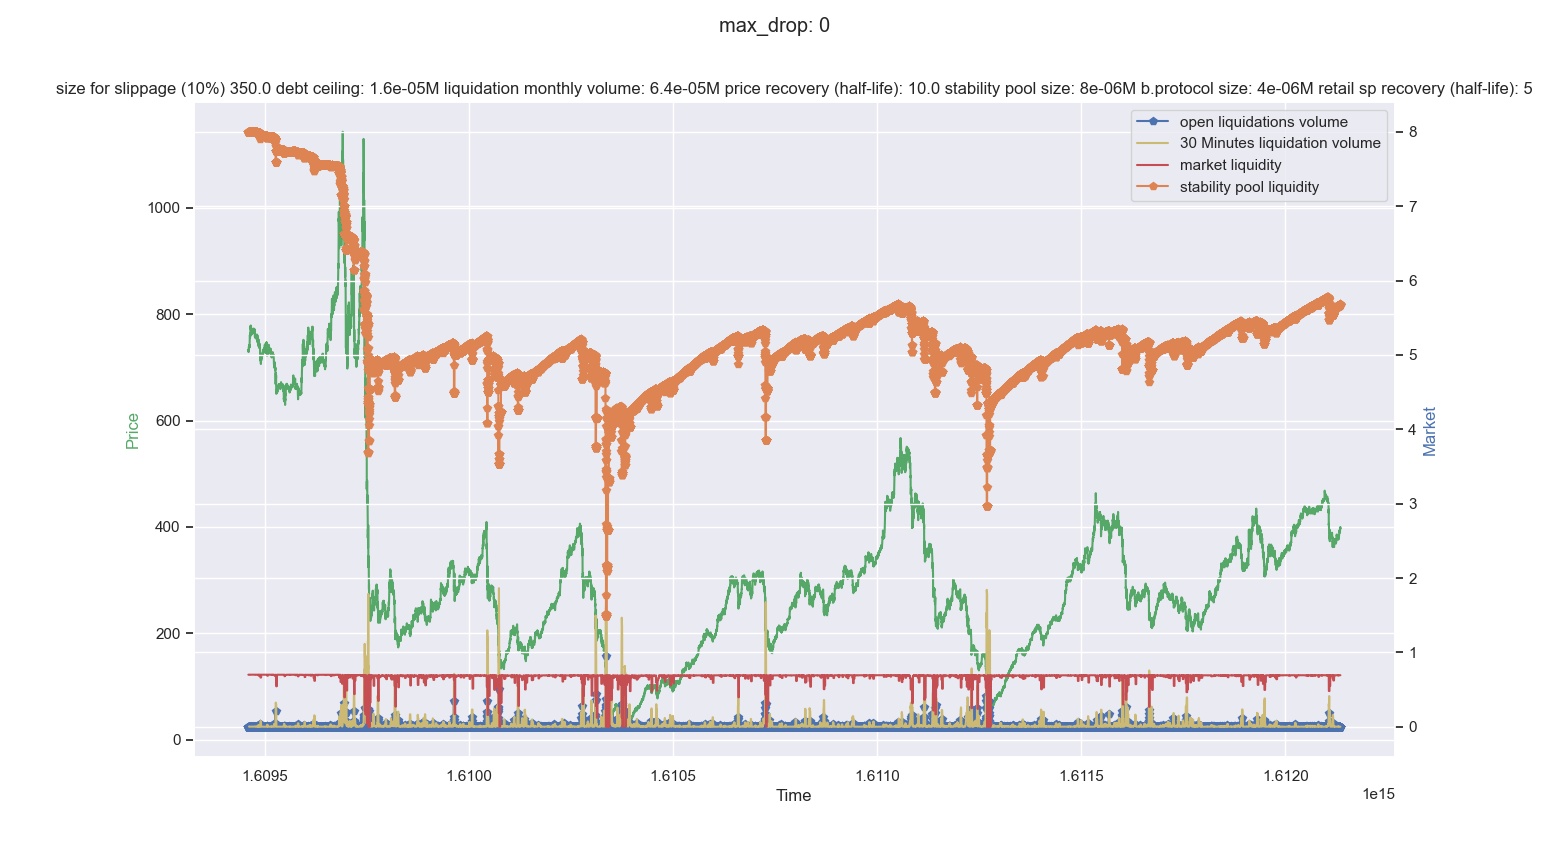 max_drop: 0
size for slippage (10%) 350.0 debt ceiling: 1.6e-05M liquidation monthly volume: 6.4e-05M price recovery (half-life): 10.0 stability pool size: 8e-06M b.protocol size: 4e-06M retail sp recovery (half-life): 5
open liquidations volume
30 Minutes liquidation volume
market liquidity
stability pool liquidity
1000
800
600
400
200
0
Price
8
7
6
5
4
3
2
1
0
Market
1.6095 1.6100 1.6105 1.6110 1.6115 1.6120
Time
1e15